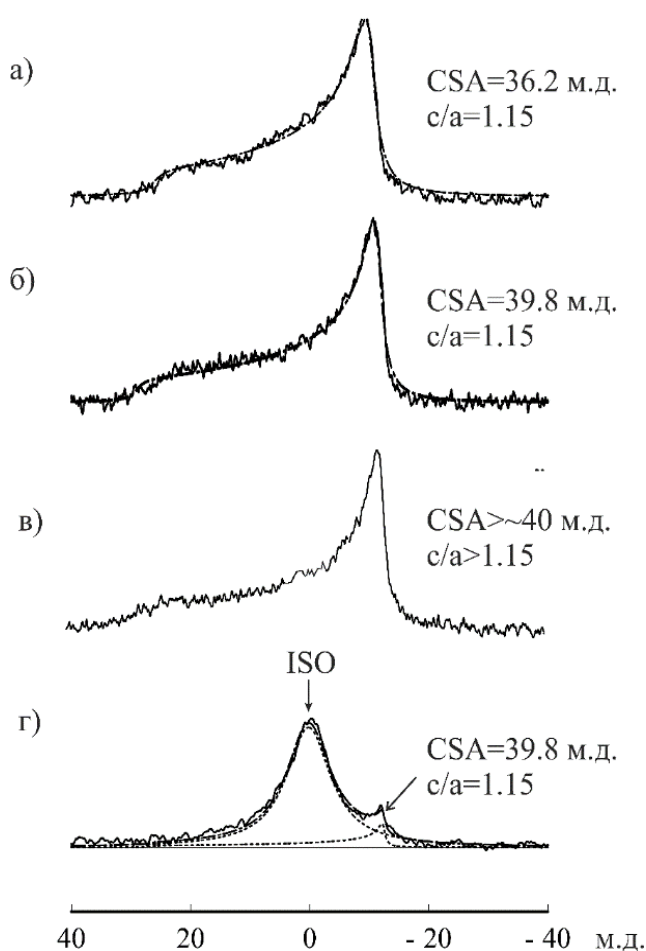 а)
CSA=36.2 м.д.
c/a=1.15
б)
CSA=39.8 м.д.
c/a=1.15
в)
CSA>~40 м.д.
c/a>1.15
ISO
г)
CSA=39.8 м.д.
c/a=1.15
40 20 0 - 20 - 40 м.д.